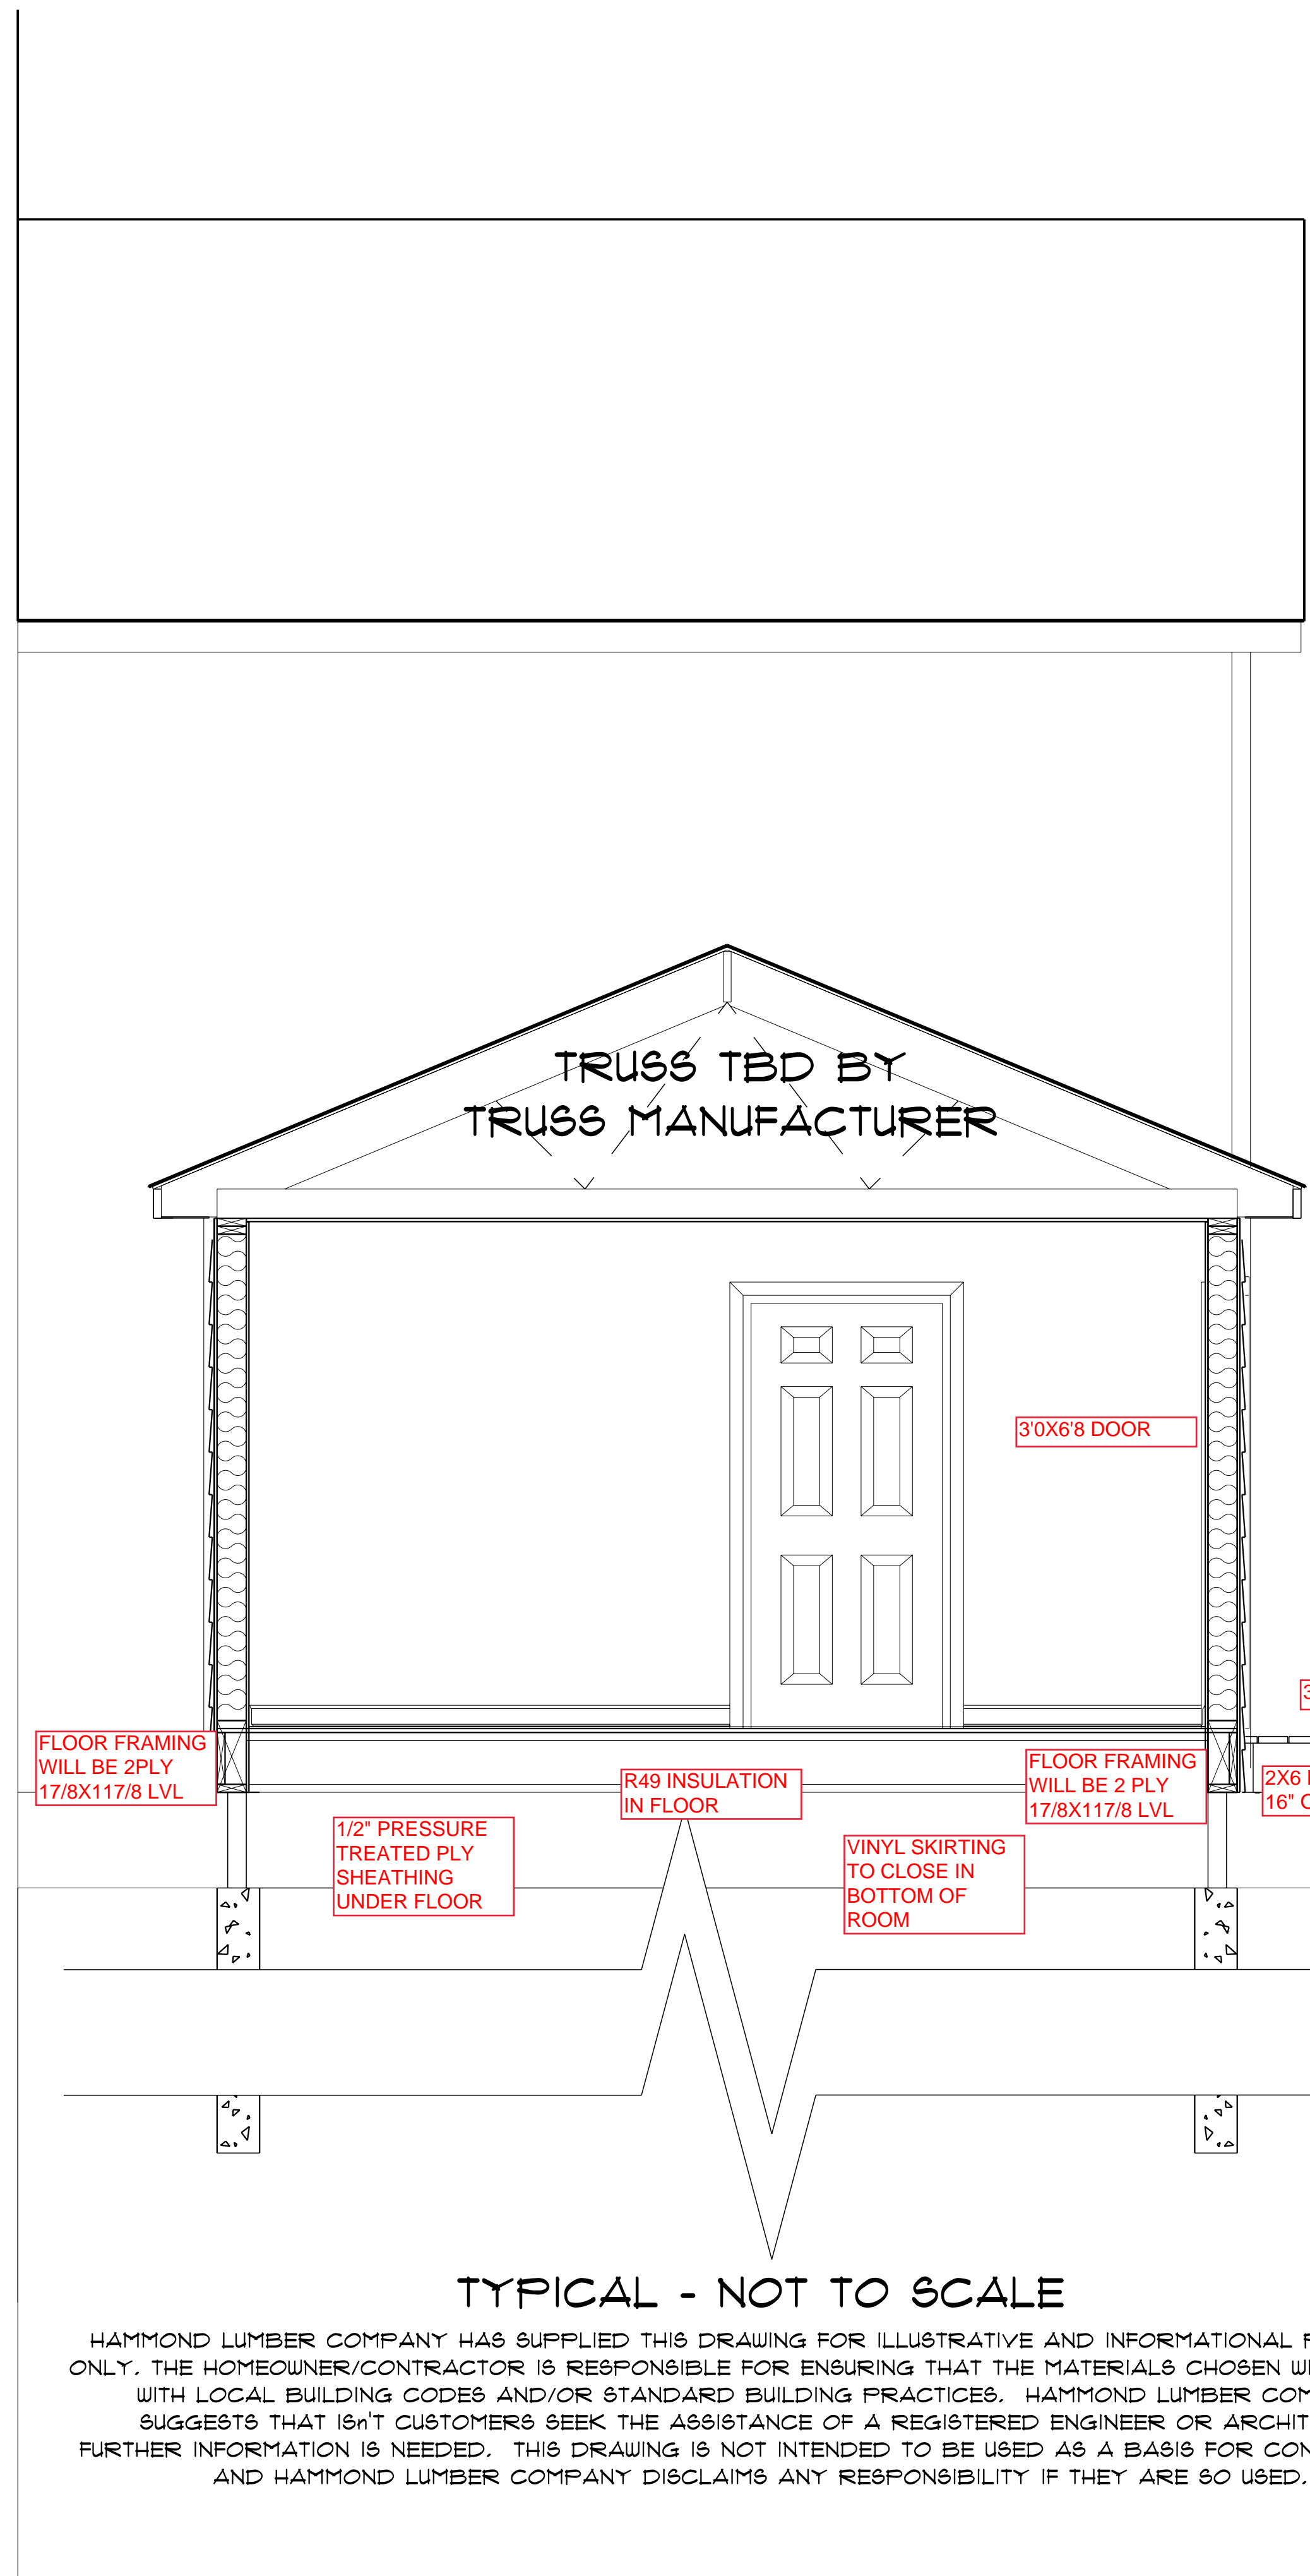 TRUSS TBD BY
TRUSS MANUFACTURER
3'0X6'8 DOOR
3
FLOOR FRAMING
WILL BE 2PLY
17/8X117/8 LVL
FLOOR FRAMING
WILL BE 2 PLY
17/8X117/8 LVL
2X6
16"
R49 INSULATION
IN FLOOR
1/2" PRESSURE
TREATED PLY
SHEATHING
UNDER FLOOR
VINYL SKIRTING
TO CLOSE IN
BOTTOM OF
ROOM
TYPICAL - NOT TO SCALE
HAMMOND LUMBER COMPANY HAS SUPPLIED THIS DRAWING FOR ILLUSTRATIVE AND INFORMATIONAL
ONLY. THE HOMEOWNER/CONTRACTOR IS RESPONSIBLE FOR ENSURING THAT THE MATERIALS CHOSEN
WITH LOCAL BUILDING CODES AND/OR STANDARD BUILDING PRACTICES. HAMMOND LUMBER COM
SUGGESTS THAT ISn'T CUSTOMERS SEEK THE ASSISTANCE OF A REGISTERED ENGINEER OR ARCHIT
FURTHER INFORMATION IS NEEDED. THIS DRAWING IS NOT INTENDED TO BE USED AS A BASIS FOR CON
AND HAMMOND LUMBER COMPANY DISCLAIMS ANY RESPONSIBILITY IF THEY ARE SO USED.